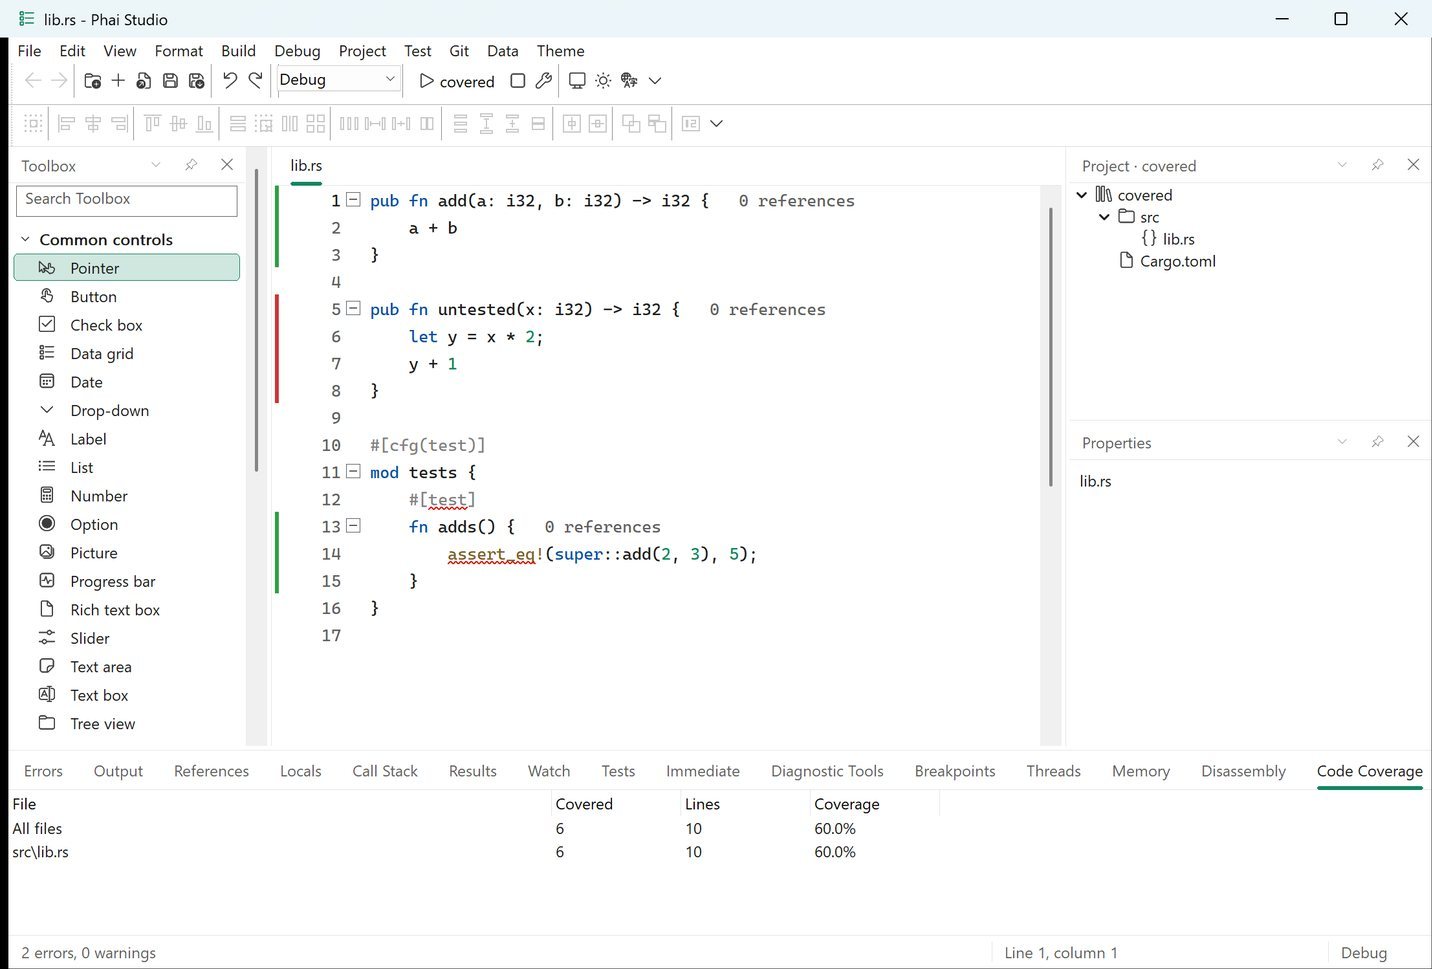 lib.rs - Phai Studio
File Edit View Format Build Debug Project Test Git Data Theme
Debug covered
Toolbox
Search Toolbox
Common controls
Pointer
Button
Check box
Data grid
Date
Drop-down
Label
List
Number
Option
Picture
Progress bar
Rich text box
Slider
Text area
Text box
Tree view
lib.rs
1 pub fn add(a: i32, b: i32) -> i32 { 0 references
2 a + b
3 }
4
5 pub fn untested(x: i32) -> i32 { 0 references
6 let y = x * 2;
7 y + 1
8 }
9
10 #[cfg(test)]
11 mod tests {
12 #[test]
13 fn adds() { 0 references
14 assert_eq!(super::add(2, 3), 5);
15 }
16 }
17
Project · covered
covered
src
{} lib.rs
Cargo.toml
Properties
lib.rs
Errors Output References Locals Call Stack Results Watch Tests Immediate Diagnostic Tools Breakpoints Threads Memory Disassembly Code Coverage
File Covered Lines Coverage
All files 6 10 60.0%
src\lib.rs 6 10 60.0%
2 errors, 0 warnings Line 1, column 1 Debug